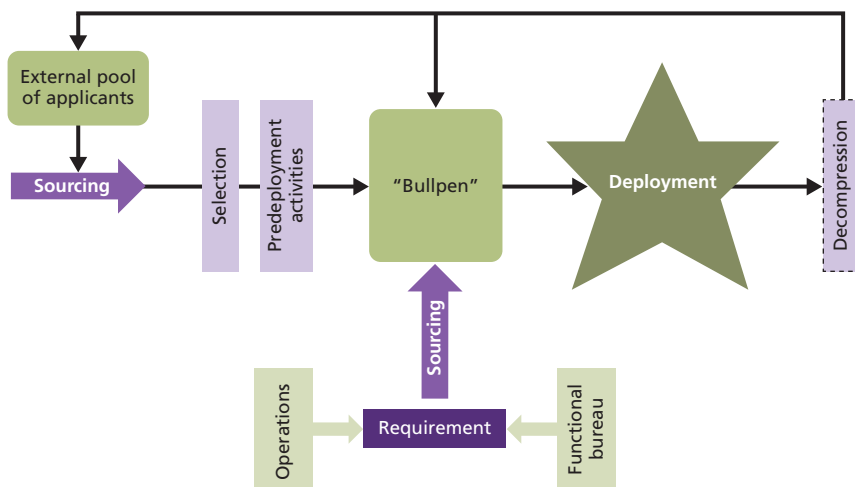 External pool
of applicants
Sourcing
Selection
Predeployment
activities
“Bullpen”
Deployment
Decompression
Sourcing
Operations
Requirement
Functional
bureau